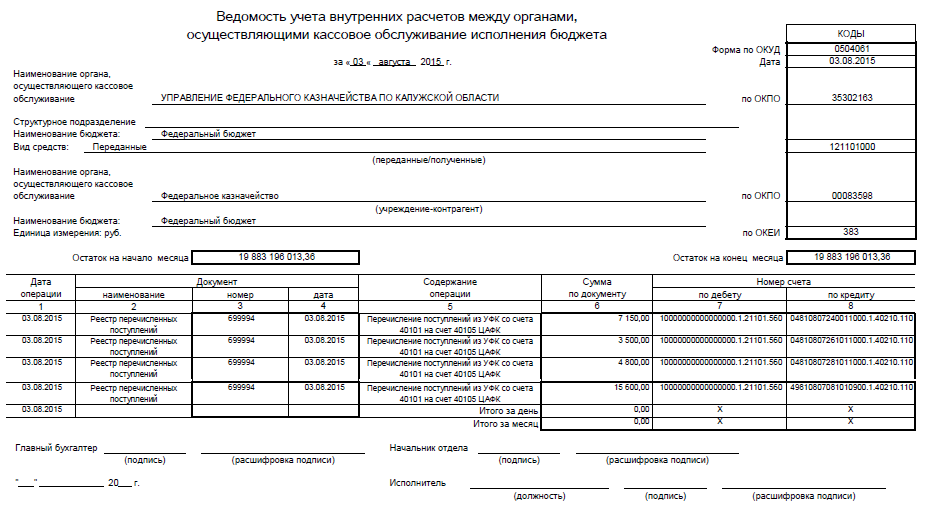 Ведомость учета внутренних расчетов между органами,
осуществляющими кассовое обслуживание исполнения бюджета
КОДЫ
Форма по ОКУД 0504061
за « 03 « августа 2015 г. Дата 03.08.2015
Наименование органа,
осуществляющего кассовое
обслуживание УПРАВЛЕНИЕ ФЕДЕРАЛЬНОГО КАЗНАЧЕЙСТВА ПО КАЛУЖСКОЙ ОБЛАСТИ по ОКПО 35302163
Структурное подразделение
Наименование бюджета: Федеральный бюджет
Вид средств: Переданные 121101000
(переданные/полученные)
Наименование органа,
осуществляющего кассовое
обслуживание Федеральное казначейство по ОКПО 00083598
(учреждение-контрагент)
Наименование бюджета: Федеральный бюджет
Единица измерения: руб. по ОКЕИ 383
Остаток на начало месяца 19 883 196 013,36 Остаток на конец месяца 19 883 196 013,36
Дата Документ Содержание Сумма Номер счета
операции наименование номер дата операции по документу по дебету по кредиту
1 2 3 4 5 6 7 8
03.08.2015 Реестр перечисленных 699994 03.08.2015 Перечисление поступлений из УФК со счета 7 150,00 10000000000000000.1.21101.560 04810807240011000.1.40210.110
поступлений 40101 на счет 40105 ЦАФК
03.08.2015 Реестр перечисленных 699994 03.08.2015 Перечисление поступлений из УФК со счета 3 500,00 10000000000000000.1.21101.560 04810807261011000.1.40210.110
поступлений 40101 на счет 40105 ЦАФК
03.08.2015 Реестр перечисленных 699994 03.08.2015 Перечисление поступлений из УФК со счета 4 800,00 10000000000000000.1.21101.560 04810807281011000.1.40210.110
поступлений 40101 на счет 40105 ЦАФК
03.08.2015 Реестр перечисленных 699994 03.08.2015 Перечисление поступлений из УФК со счета 15 600,00 10000000000000000.1.21101.560 49810807081010900.1.40210.110
поступлений 40101 на счет 40105 ЦАФК
03.08.2015 Итого за день 0,00 Х Х
Итого за месяц 0,00 Х Х
Главный бухгалтер Начальник отдела
(подпись) (расшифровка подписи) (подпись) (расшифровка подписи)
"___" ____________ 20___ г. Исполнитель
(должность) (подпись) (расшифровка подписи)